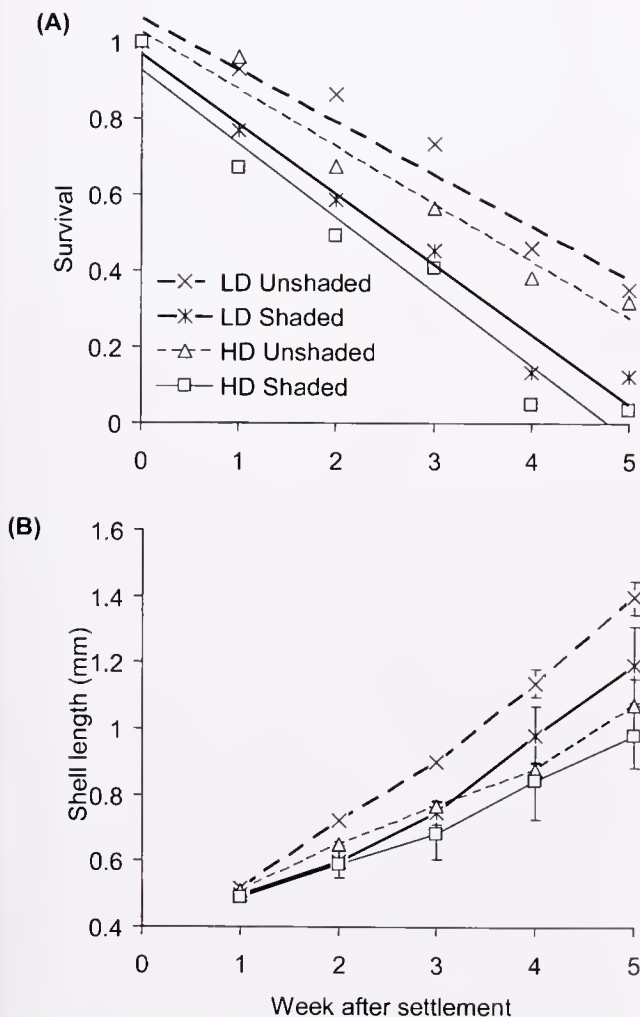 (A)
1
0.8
0.6
0.4
0.2
0
Survival
LD Unshaded
LD Shaded
HD Unshaded
HD Shaded
0 1 2 3 4 5
(B)
1.6
1.4
1.2
1
0.8
0.6
0.4
Shell length (mm)
0 1 2 3 4 5
Week after settlement